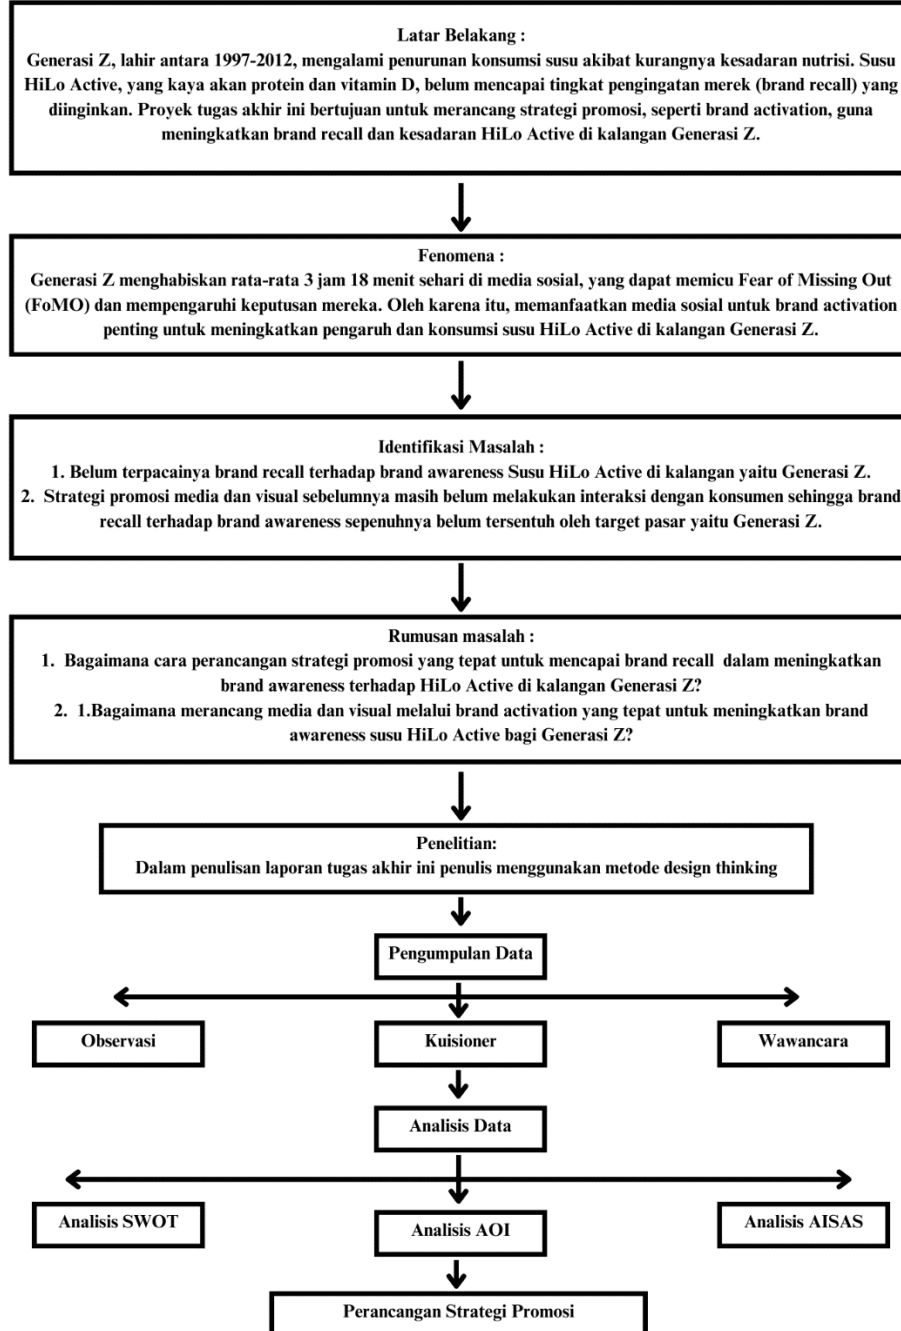 Latar Belakang :
Generasi Z, lahir antara 1997-2012, mengalami penurunan konsumsi susu akibat kurangnya kesadaran nutrisi. Susu
HiLo Active, yang kaya akan protein dan vitamin D, belum mencapai tingkat pengingatan merek (brand recall) yang
diinginkan. Proyek tugas akhir ini bertujuan untuk merancang strategi promosi, seperti brand activation, guna
meningkatkan brand recall dan kesadaran HiLo Active di kalangan Generasi Z.
Fenomena :
Generasi Z menghabiskan rata-rata 3 jam 18 menit sehari di media sosial, yang dapat memicu Fear of Missing Out
(FoMO) dan mempengaruhi keputusan mereka. Oleh karena itu, memanfaatkan media sosial untuk brand activation
penting untuk meningkatkan pengaruh dan konsumsi susu HiLo Active di kalangan Generasi Z.
Identifikasi Masalah :
1. Belum terpacainya brand recall terhadap brand awareness Susu HiLo Active di kalangan yaitu Generasi Z.
2. Strategi promosi media dan visual sebelumnya masih belum melakukan interaksi dengan konsumen sehingga brand
recall terhadap brand awareness sepenuhnya belum tersentuh oleh target pasar yaitu Generasi Z.
Rumusan masalah :
1. Bagaimana cara perancangan strategi promosi yang tepat untuk mencapai brand recall dalam meningkatkan
brand awareness terhadap HiLo Active di kalangan Generasi Z?
2. 1.Bagaimana merancang media dan visual melalui brand activation yang tepat untuk meningkatkan brand
awareness susu HiLo Active bagi Generasi Z?
Penelitian:
Dalam penulisan laporan tugas akhir ini penulis menggunakan metode design thinking
Pengumpulan Data
Observasi
Kuisioner
Wawancara
Analisis Data
Analisis SWOT
Analisis AOI
Analisis AISAS
Perancangan Strategi Promosi